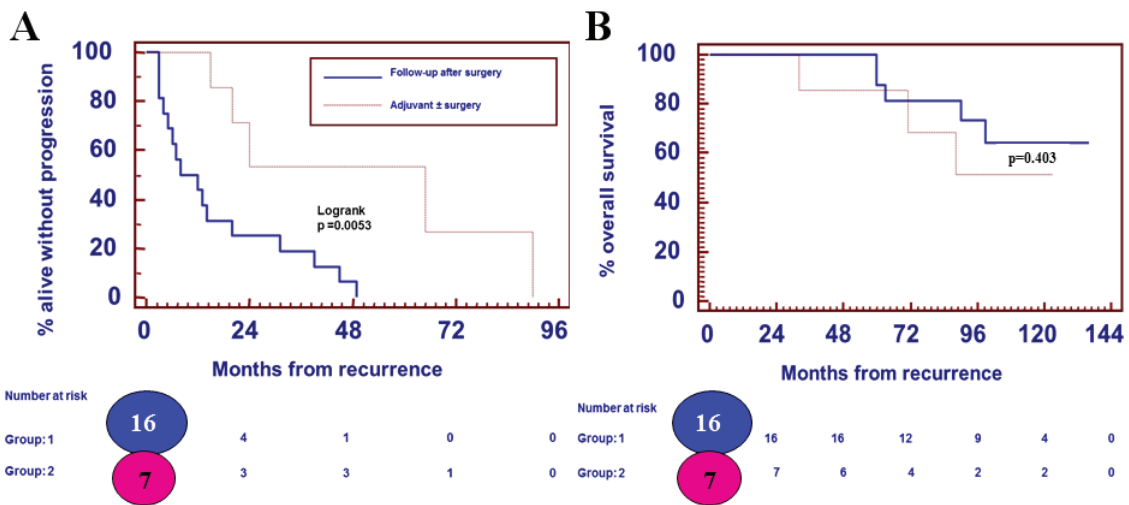 A
% alive without progression
100
80
60
40
20
0
Follow-up after surgery
Adjuvant ± surgery
Logrank
p =0.0053
0 24 48 72 96
Months from recurrence
Number at risk
16
Group: 1 4 1 0 0
Group: 2 3 3 1 0
7
B
% overall survival
100
80
60
40
20
0
p=0.403
0 24 48 72 96 120 144
Months from recurrence
Number at risk
16
Group: 1 16 16 12 9 4 0
Group: 2 7 6 4 2 2 0
7